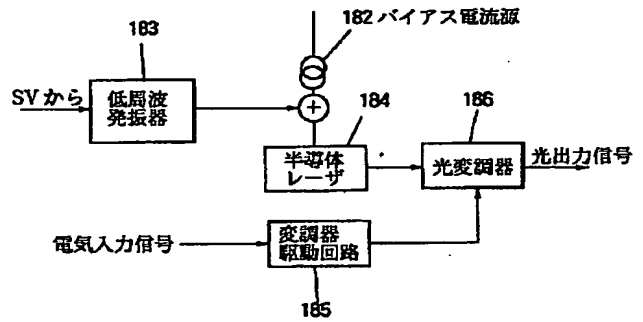 183
182 バイアス電流源
SVから
低周波
発振器
+
184
186
半導体
レーザ
光変調器
光出力信号
電気入力信号
変調器
駆動回路
185